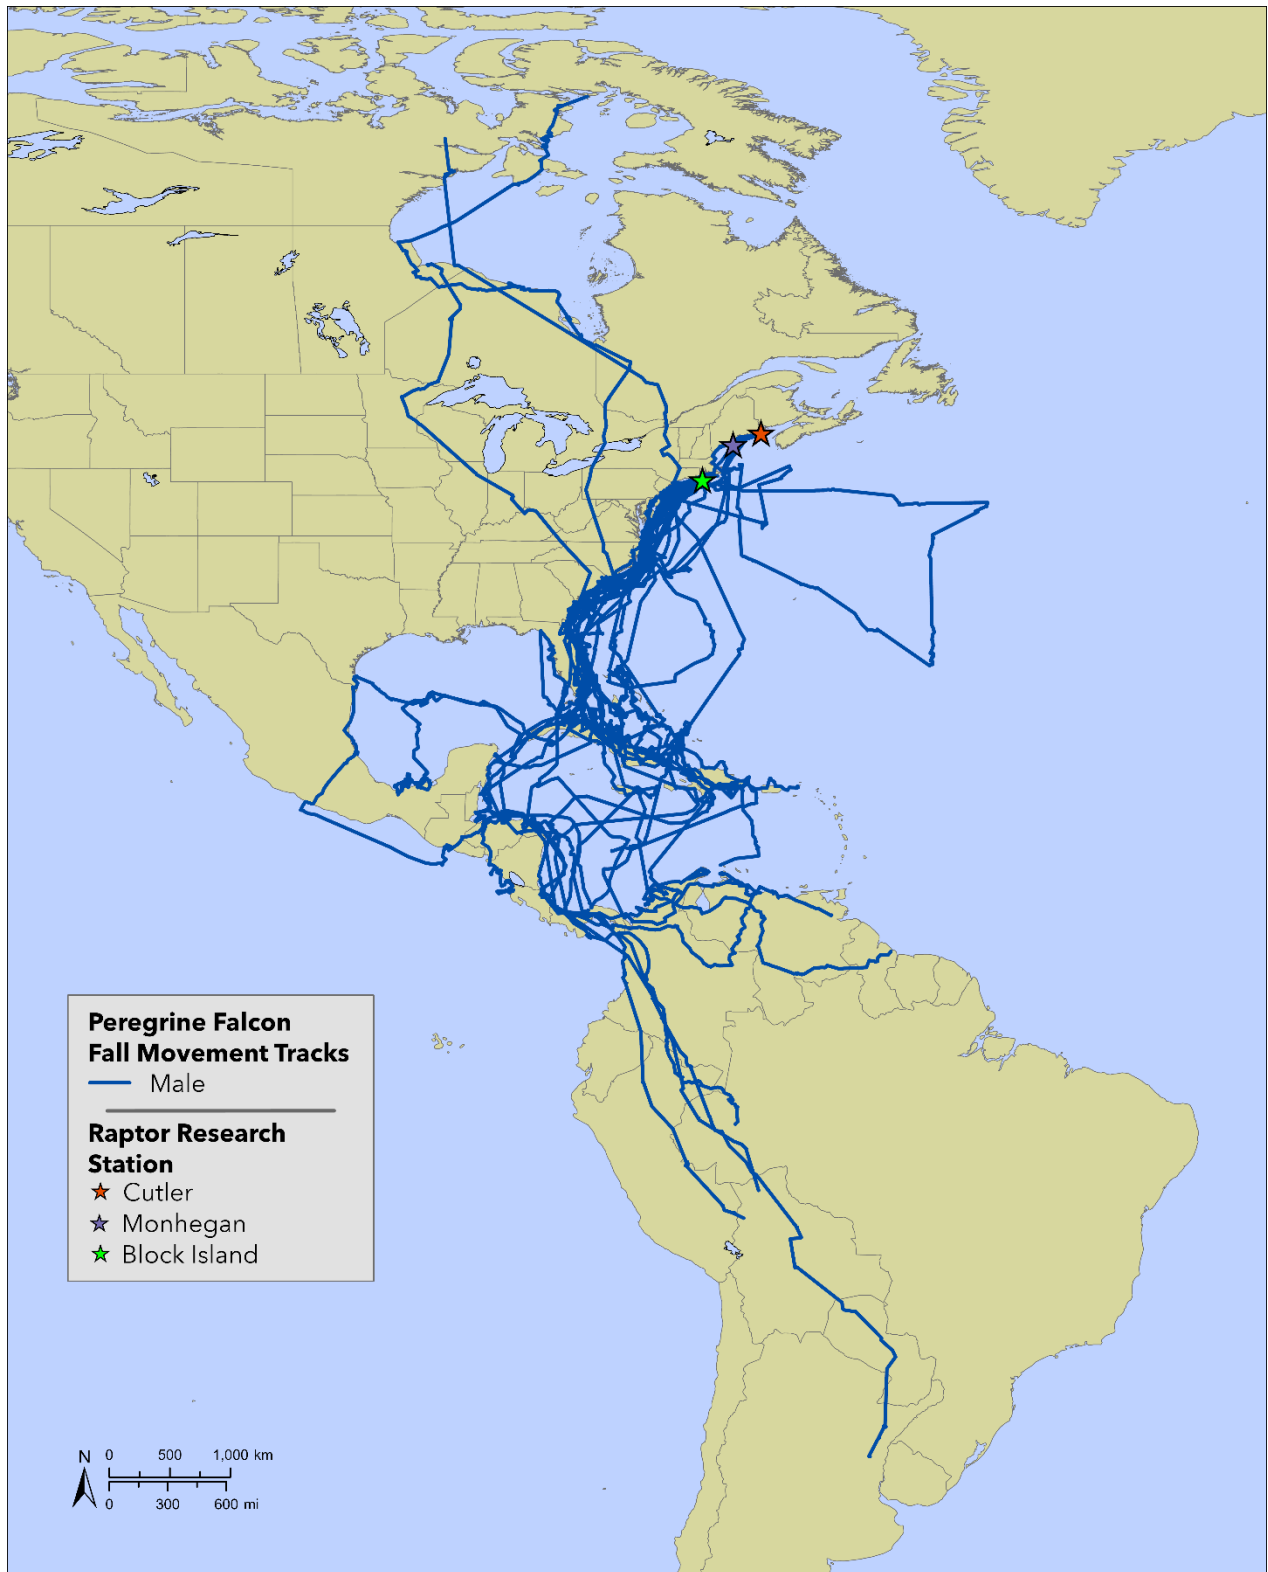 Peregrine Falcon
Fall Movement Tracks
Male
Raptor Research
Station
Cutler
Monhegan
Block Island
N 0 500 1,000 km
0 300 600 mi